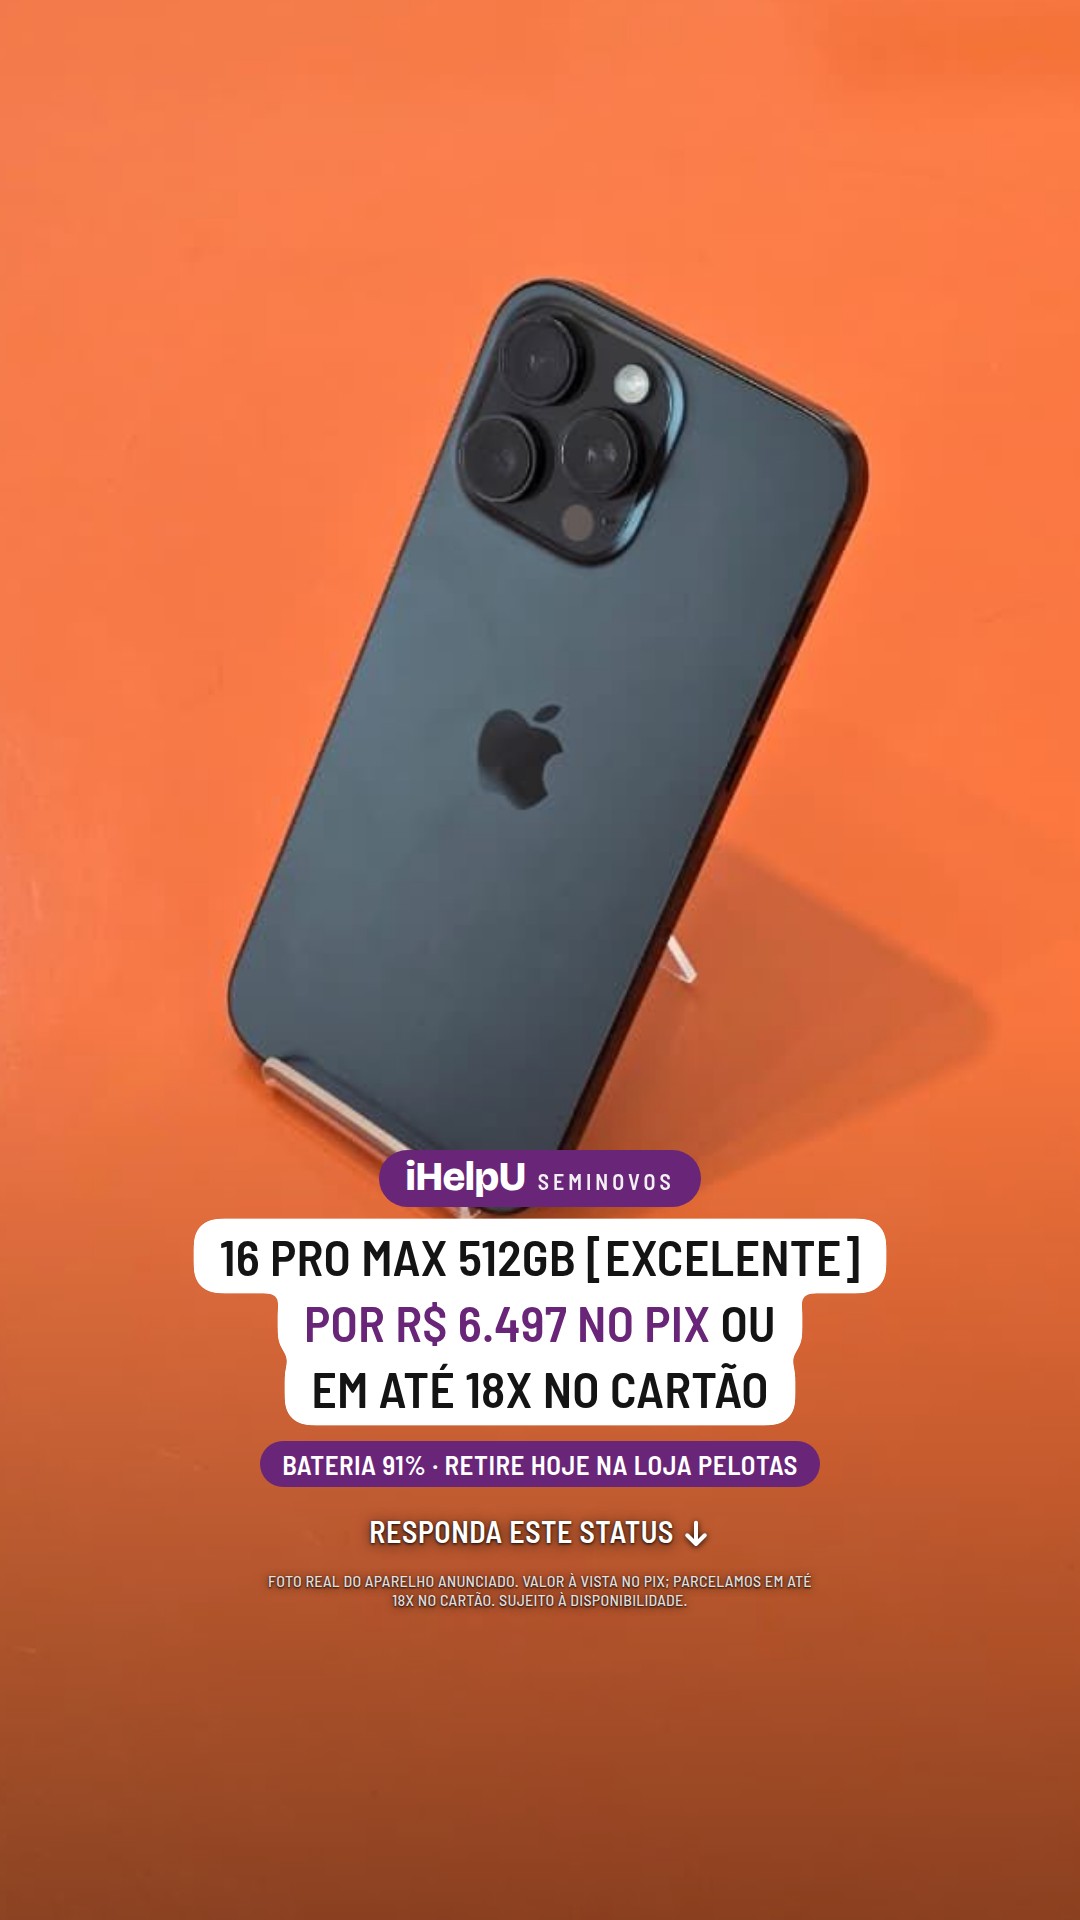 iHelpU SEMINOVOS
16 PRO MAX 512GB [EXCELENTE]
POR R$ 6.497 NO PIX OU
EM ATÉ 18X NO CARTÃO
BATERIA 91% · RETIRE HOJE NA LOJA PELOTAS
RESPONDA ESTE STATUS ↓
FOTO REAL DO APARELHO ANUNCIADO. VALOR À VISTA NO PIX; PARCELAMOS EM ATÉ
18X NO CARTÃO. SUJEITO À DISPONIBILIDADE.